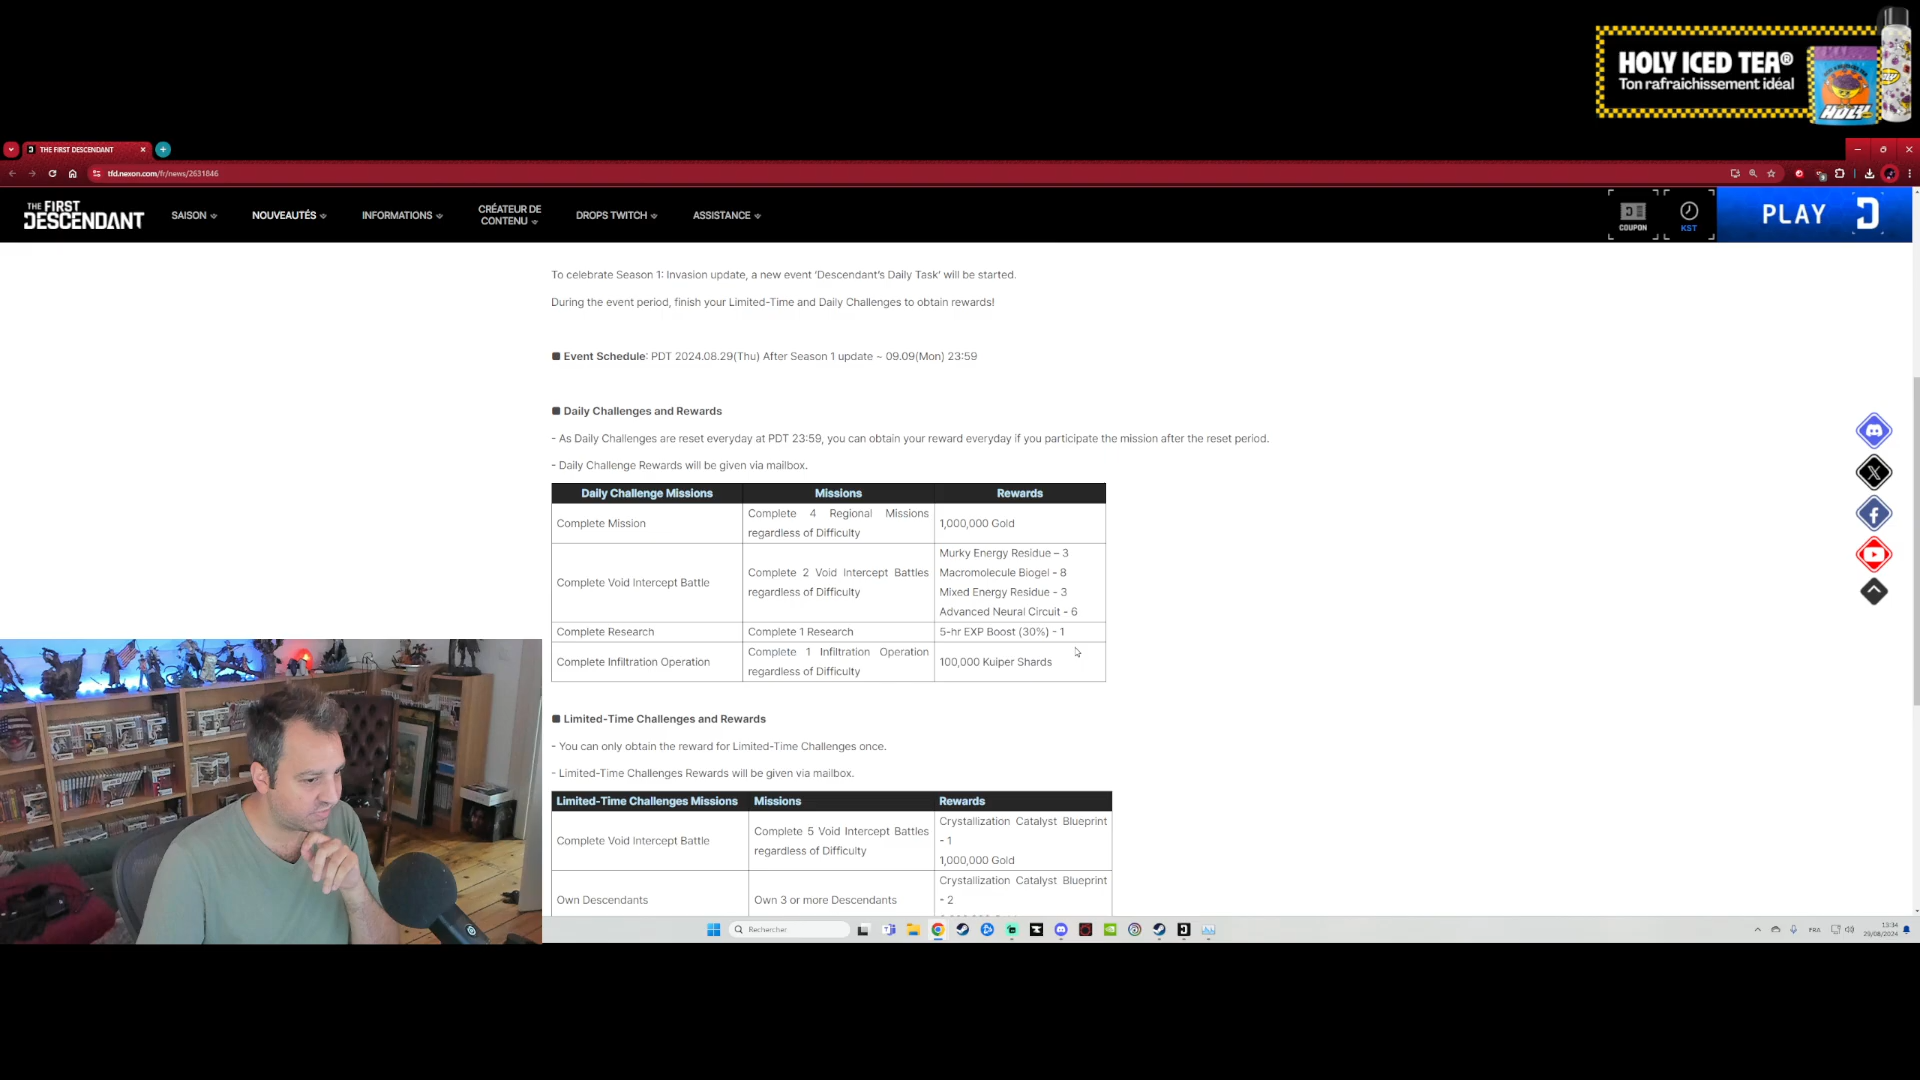 HOLY ICED TEA®
Ton rafraichissement idéal
HOLY
THE FIRST DESCENDANT
tfd.nexon.com/fr/news/2631846
THE FIRST
DESCENDANT
SAISON
NOUVEAUTÉS
INFORMATIONS
CRÉATEUR DE
CONTENU
DROPS TWITCH
ASSISTANCE
COUPON
KST
PLAY
To celebrate Season 1: Invasion update, a new event ‘Descendant’s Daily Task’ will be started.
During the event period, finish your Limited-Time and Daily Challenges to obtain rewards!
■ Event Schedule: PDT 2024.08.29(Thu) After Season 1 update ~ 09.09(Mon) 23:59
■ Daily Challenges and Rewards
- As Daily Challenges are reset everyday at PDT 23:59, you can obtain your reward everyday if you participate the mission after the reset period.
- Daily Challenge Rewards will be given via mailbox.
Daily Challenge Missions Missions Rewards
Complete Mission
Complete 4 Regional Missions
regardless of Difficulty
1,000,000 Gold
Complete Void Intercept Battle
Complete 2 Void Intercept Battles
regardless of Difficulty
Murky Energy Residue – 3
Macromolecule Biogel - 8
Mixed Energy Residue - 3
Advanced Neural Circuit - 6
Complete Research Complete 1 Research 5-hr EXP Boost (30%) - 1
Complete Infiltration Operation
Complete 1 Infiltration Operation
regardless of Difficulty
100,000 Kuiper Shards
■ Limited-Time Challenges and Rewards
- You can only obtain the reward for Limited-Time Challenges once.
- Limited-Time Challenges Rewards will be given via mailbox.
Limited-Time Challenges Missions Missions Rewards
Complete Void Intercept Battle
Complete 5 Void Intercept Battles
regardless of Difficulty
Crystallization Catalyst Blueprint
- 1
1,000,000 Gold
Own Descendants
Own 3 or more Descendants
Crystallization Catalyst Blueprint
- 2
Rechercher
FRA
13:34
29/08/2024